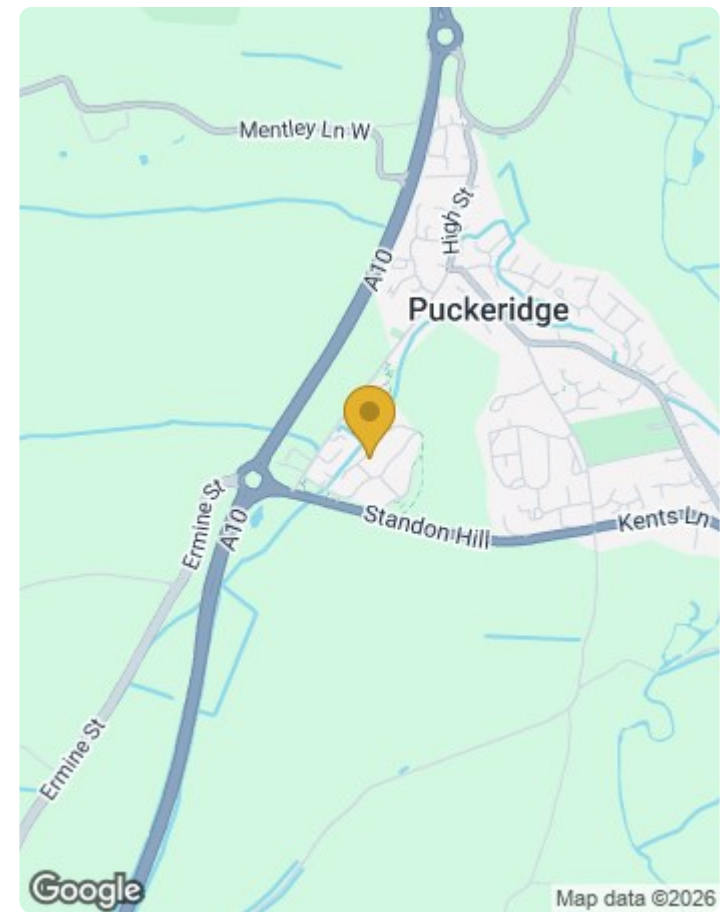 Mentley Ln W
High St
A10
Puckeridge
Ermine St
A10
Standon Hill
Kents Ln
Ermine St
Google
Map data ©2026